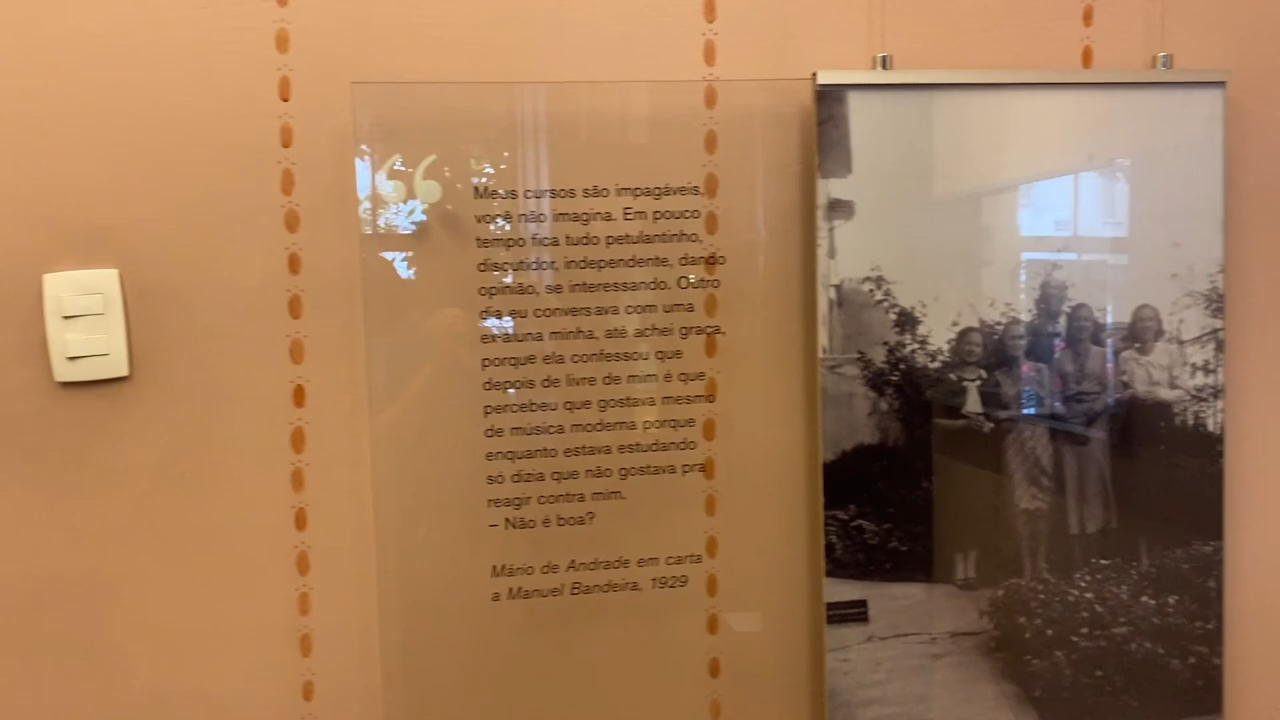 “
Meus cursos são impagáveis,
você não imagina. Em pouco
tempo fica tudo petulantinho,
discutidor, independente, dando
opinião, se interessando. Outro
dia eu conversava com uma
ex-aluna minha, até achei graça,
porque ela confessou que
depois de livre de mim é que
percebeu que gostava mesmo
de música moderna porque
enquanto estava estudando
só dizia que não gostava pra
reagir contra mim.
– Não é boa?
Mário de Andrade em carta
a Manuel Bandeira, 1929